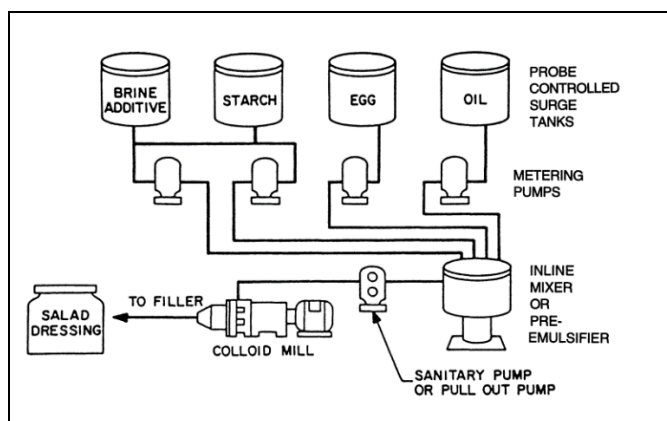 BRINE
ADDITIVE
STARCH
EGG
OIL
PROBE
CONTROLLED
SURGE
TANKS
METERING
PUMPS
INLINE
MIXER
OR
PRE-
EMULSIFIER
TO FILLER
SALAD
DRESSING
COLLOID MILL
SANITARY PUMP
OR PULL OUT PUMP